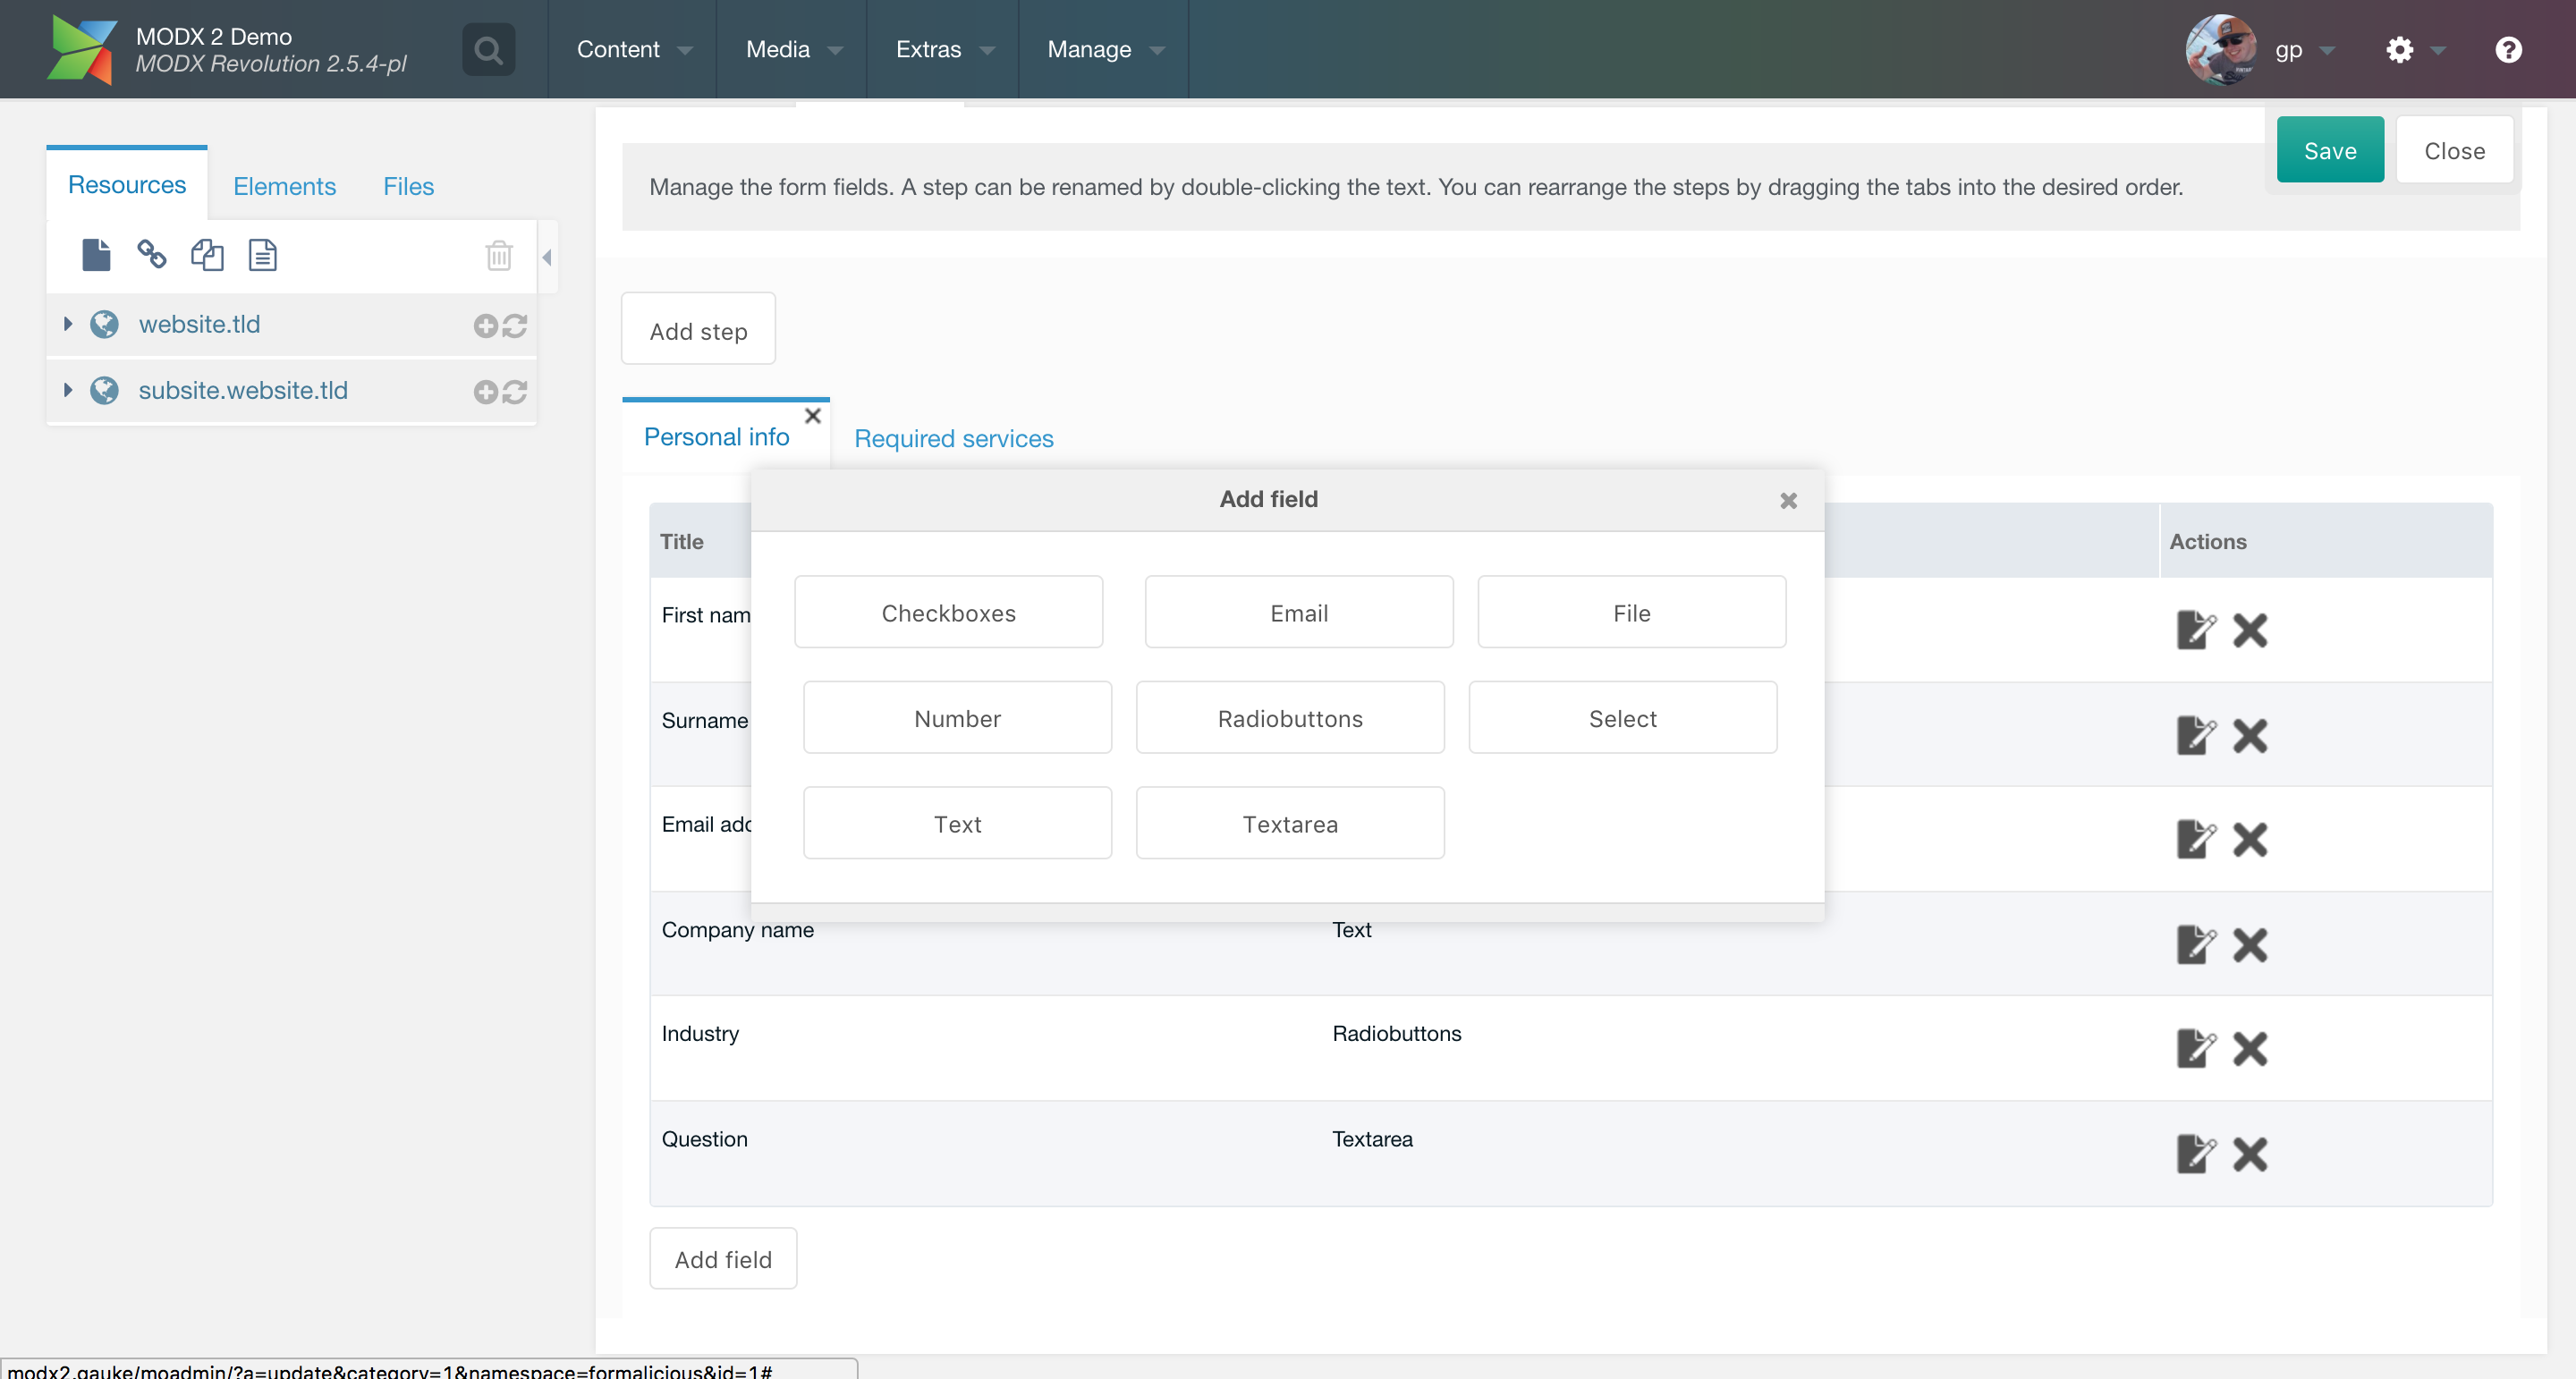 MODX 2 Demo
MODX Revolution 2.5.4-pl
Content
Media
Extras
Manage
gp
Save
Close
Resources
Elements
Files
Manage the form fields. A step can be renamed by double-clicking the text. You can rearrange the steps by dragging the tabs into the desired order.
website.tld
subsite.website.tld
Add step
Personal info
Required services
Add field
Title
Actions
Checkboxes
Email
File
First nam
Number
Radiobuttons
Select
Surname
Text
Textarea
Email add
Company name
Text
Industry
Radiobuttons
Question
Textarea
Add field
modx2.gauke/moadmin/?a=update&category=1&namespace=formalicious&id=1#